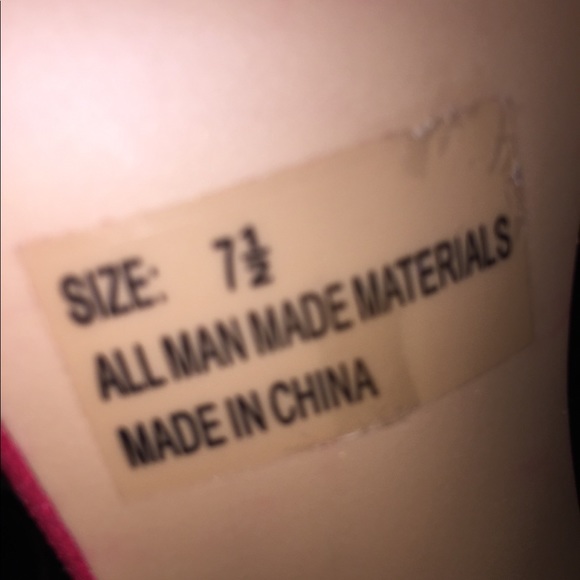 SIZE: 7½
ALL MAN MADE MATERIALS
MADE IN CHINA